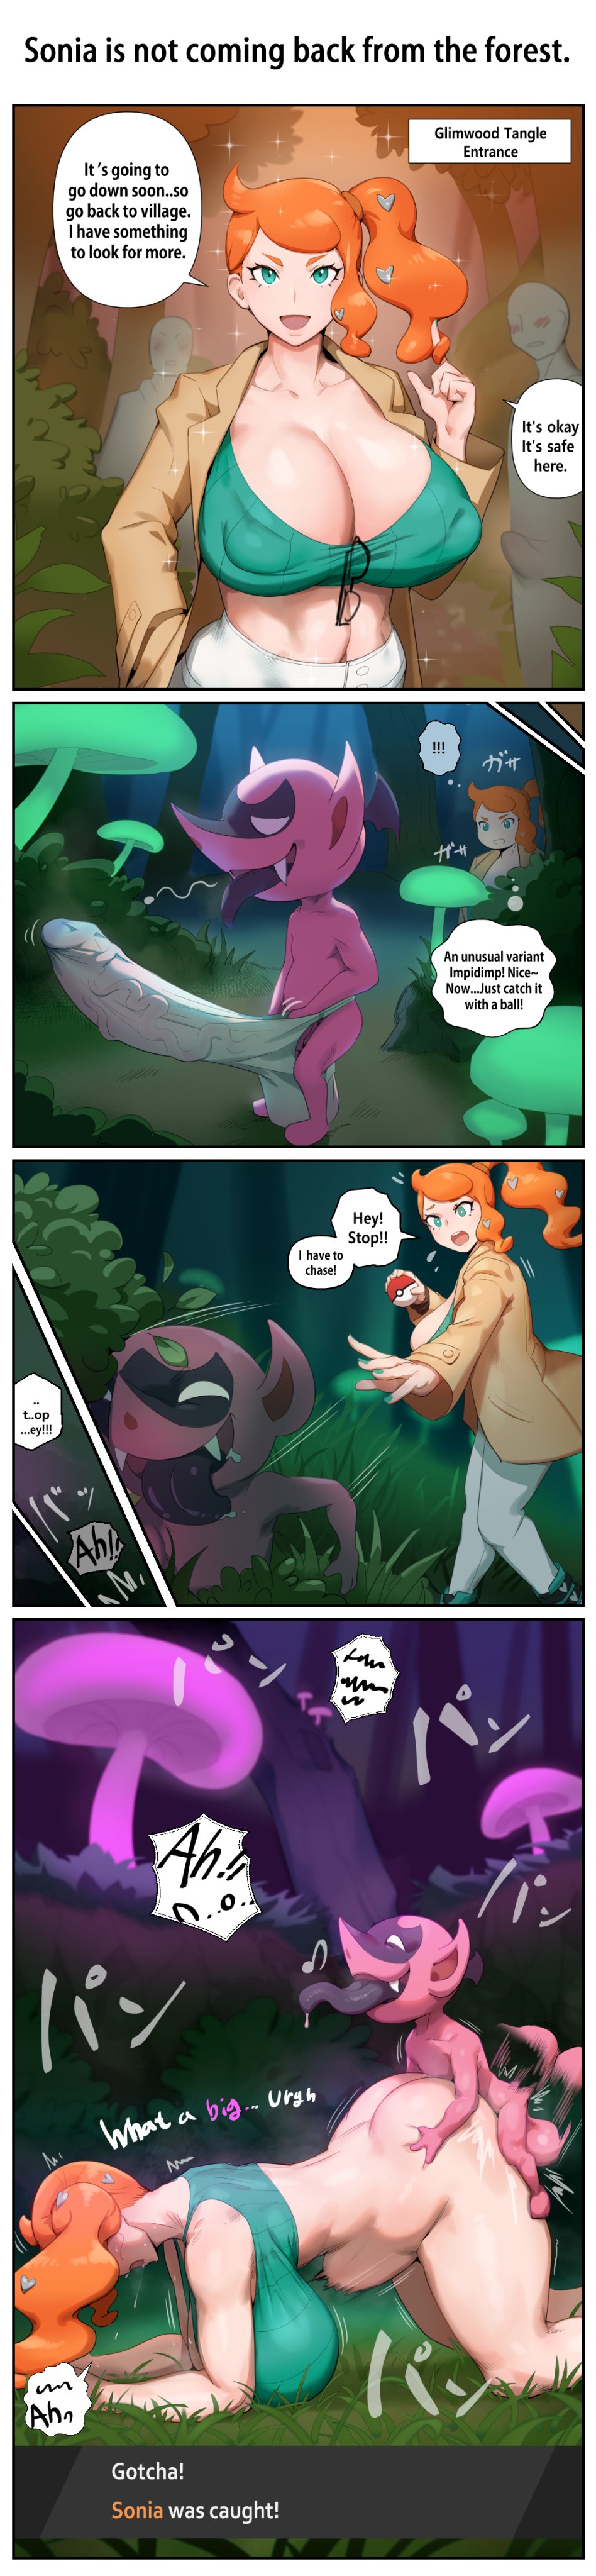 Sonia is not coming back from the forest.
Glimwood Tangle
Entrance
It's going to
go down soon..so
go back to village.
I have something
to look for more.
It's okay
It's safe
here.
!!!
ガサ
ガサ
An unusual variant
Impidimp! Nice~
Now...Just catch it
with a ball!
Hey!
Stop!!
I have to
chase!
..
t..op
...ey!!!
バッ
Ah!!
パン
パン
Ah!!
n..o..
パン
パン
What a big... Urgh
パン
Ah
Gotcha!
Sonia was caught!